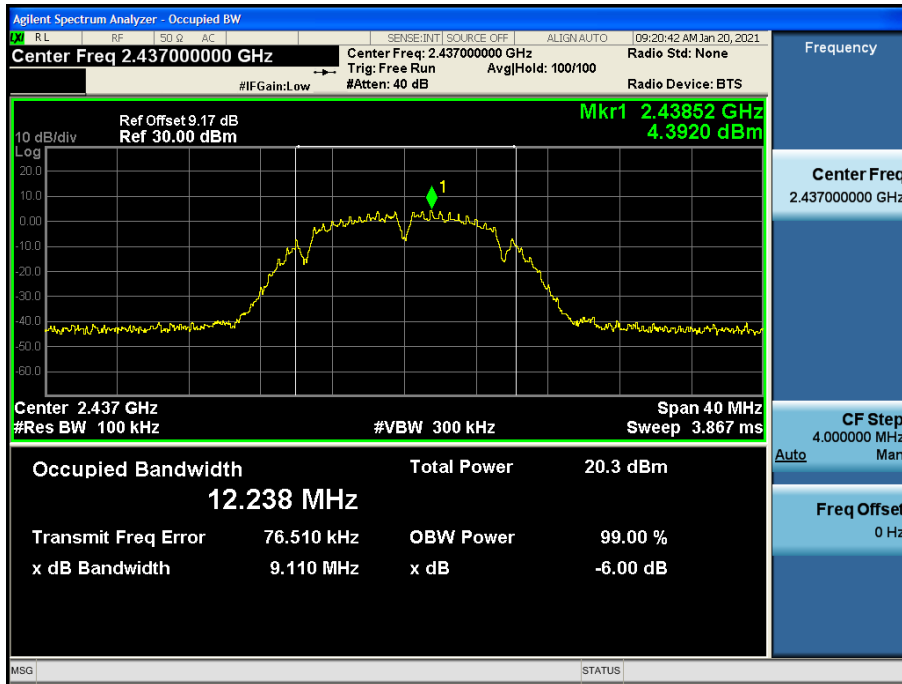 Agilent Spectrum Analyzer - Occupied BW
LXI RL RF 50 Ω AC SENSE:INT SOURCE OFF ALIGN AUTO 09:20:42 AM Jan 20, 2021
Center Freq 2.437000000 GHz
Center Freq: 2.437000000 GHz
Radio Std: None
Trig: Free Run Avg|Hold: 100/100
#IFGain:Low
#Atten: 40 dB
Radio Device: BTS
Frequency
Ref Offset 9.17 dB
10 dB/div Ref 30.00 dBm
Mkr1 2.43852 GHz
4.3920 dBm
Log
20.0
10.0
0.00
-10.0
-20.0
-30.0
-40.0
-50.0
-60.0
1
Center 2.437 GHz
Span 40 MHz
#Res BW 100 kHz
#VBW 300 kHz
Sweep 3.867 ms
Occupied Bandwidth
12.238 MHz
Total Power 20.3 dBm
Transmit Freq Error 76.510 kHz
OBW Power 99.00 %
x dB Bandwidth 9.110 MHz
x dB -6.00 dB
Center Freq
2.437000000 GHz
CF Step
4.000000 MHz
Auto Man
Freq Offset
0 Hz
MSG
STATUS